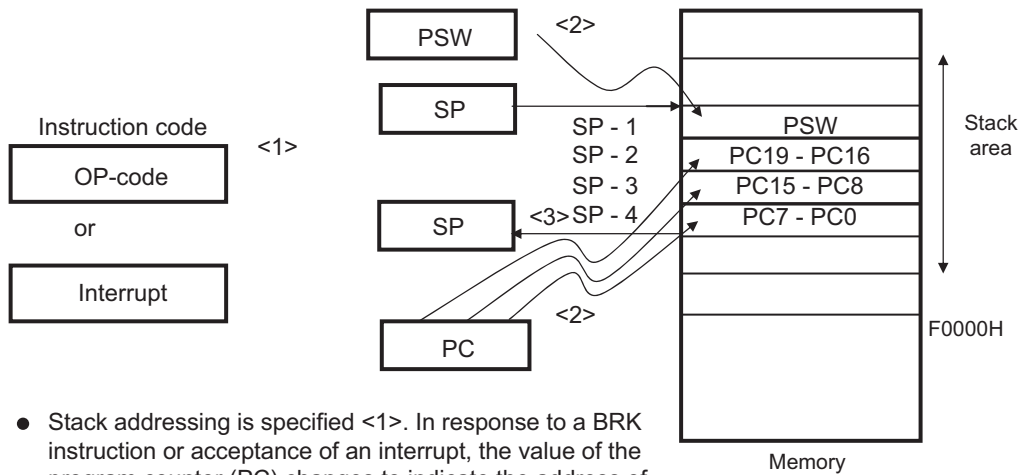 PSW
<2>
SP
Instruction code
<1>
OP-code
or
Interrupt
SP - 1
SP - 2
SP - 3
<3>SP - 4
SP
<2>
PC
PSW
PC19 - PC16
PC15 - PC8
PC7 - PC0
Stack
area
F0000H
Memory
● Stack addressing is specified <1>. In response to a BRK
instruction or acceptance of an interrupt, the value of the
program counter (PC) changes to indicate the address of